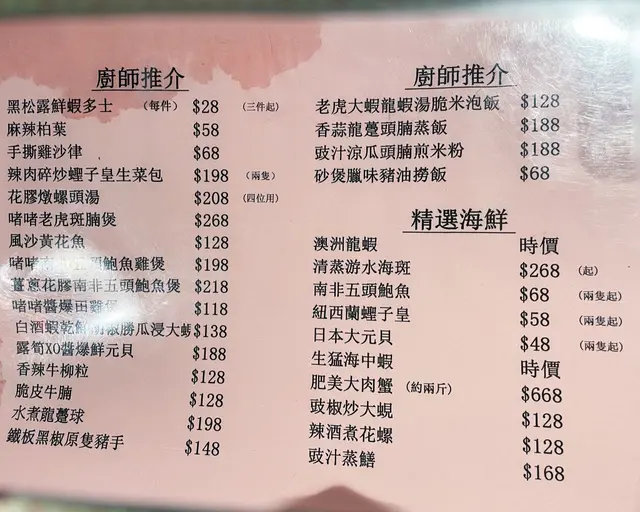 廚師推介
黑松露鮮蝦多士 (每件) $28 (三件起)
麻辣柏葉 $58
手撕雞沙律 $68
辣肉碎炒蟶子皇生菜包 $198 (兩隻)
花膠燉螺頭湯 $208 (四位用)
啫啫老虎斑腩煲 $268
風沙黃花魚 $128
啫啫南 頭鮑魚雞煲 $198
薑蔥花膠南非五頭鮑魚煲 $218
啫啫醬爆田雞煲 $118
白酒蝦乾 椒勝瓜浸大蜆 $138
露筍XO醬爆鮮元貝 $188
香辣牛柳粒 $128
脆皮牛腩 $128
水煮龍躉球 $198
鐵板黑椒原隻豬手 $148
廚師推介
老虎大蝦龍蝦湯脆米泡飯 $128
香蒜龍躉頭腩蒸飯 $188
豉汁涼瓜頭腩煎米粉 $188
砂煲臘味豬油撈飯 $68
精選海鮮
澳洲龍蝦 時價
清蒸游水海斑 $268 (起)
南非五頭鮑魚 $68 (兩隻起)
紐西蘭蟶子皇 $58 (兩隻起)
日本大元貝 $48 (兩隻起)
生猛海中蝦 時價
肥美大肉蟹 (約兩斤) $668
豉椒炒大蜆 $128
辣酒煮花螺 $128
豉汁蒸鱔 $168